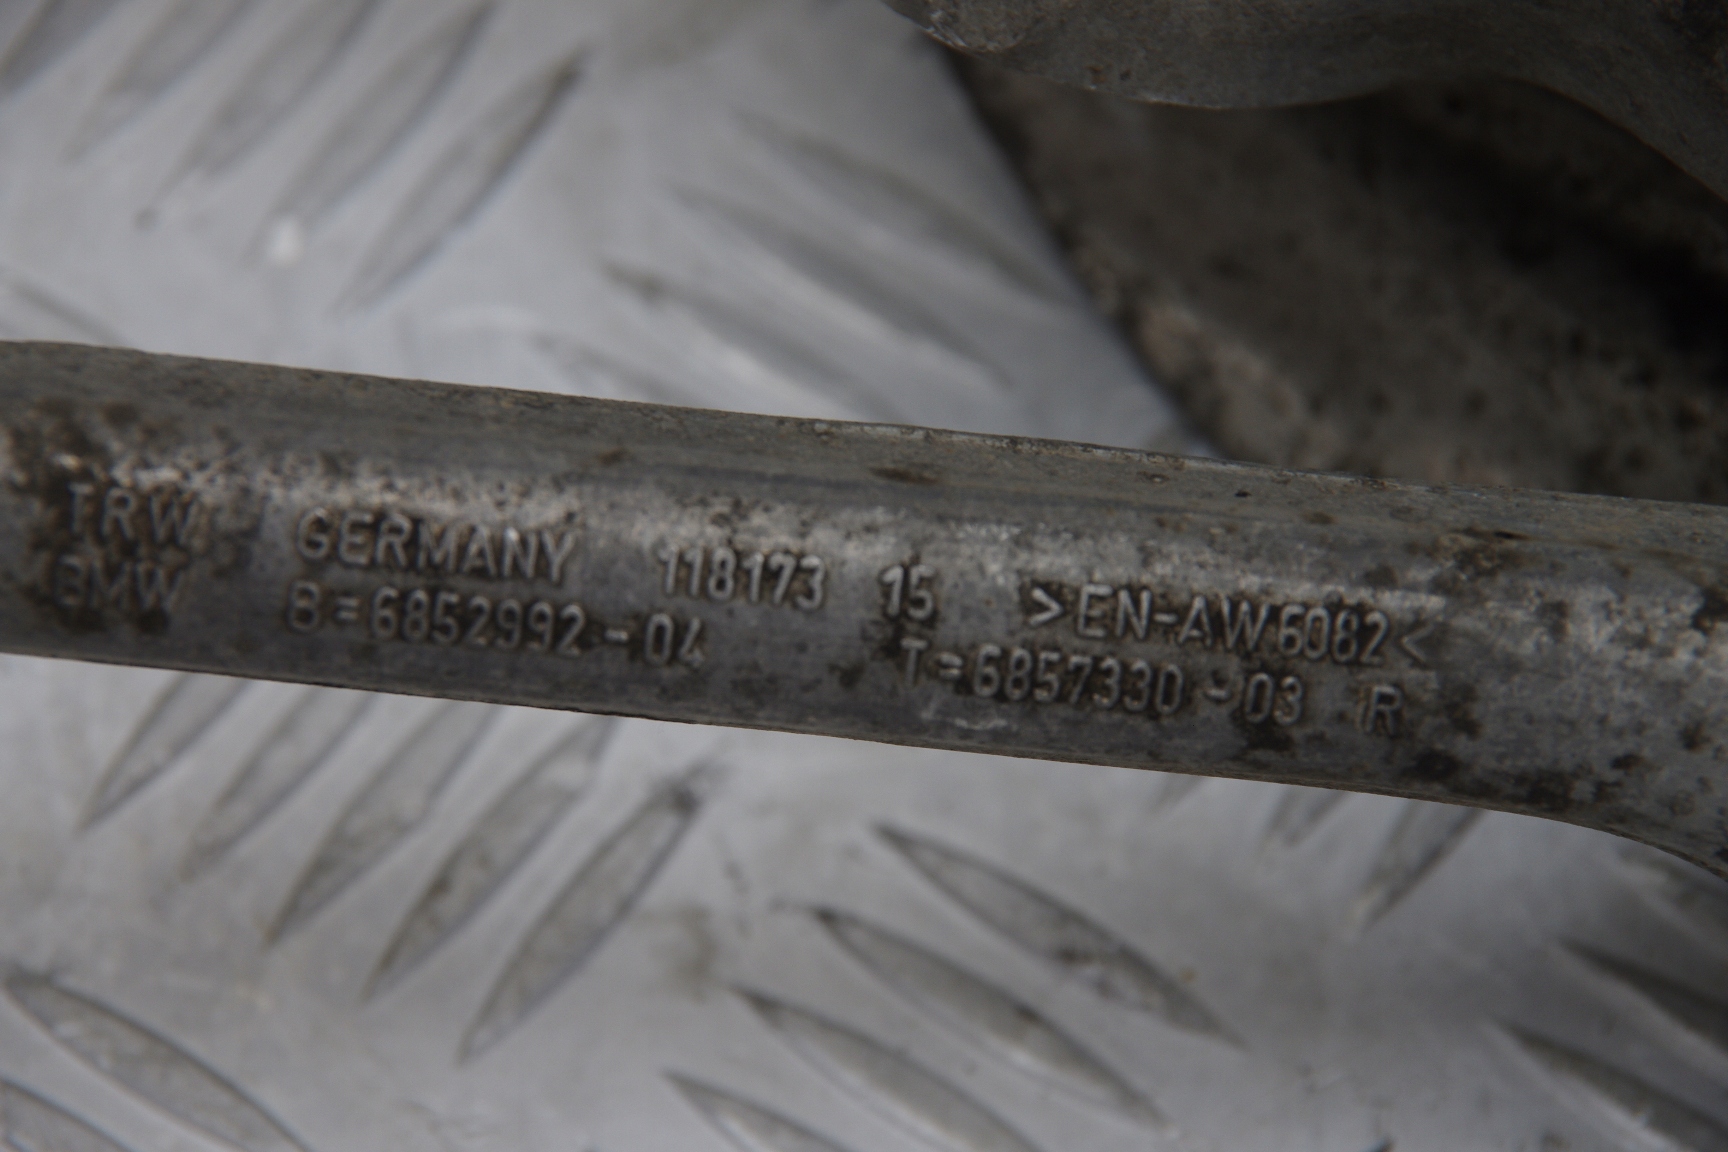 TRW GERMANY 118173 15 >EN-AW6082<
BMW B=6852992-04 T=6857330-03 R